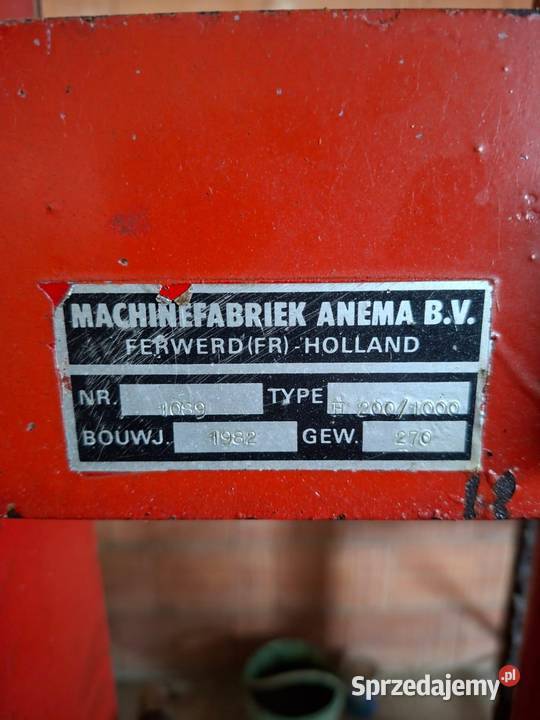 MACHINEFABRIEK ANEMA B.V.
FERWERD (FR) - HOLLAND
NR. 1089 TYPE H 200/1000
BOUWJ. 1982 GEW. 270
Sprzedajemy.pl